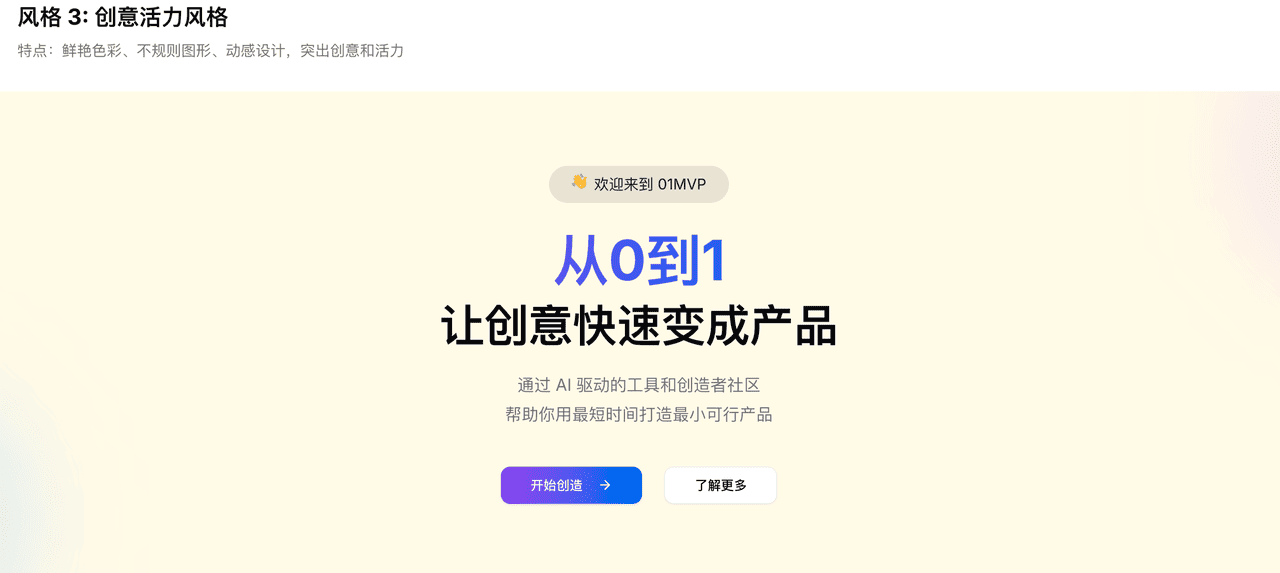 风格 3: 创意活力风格
特点：鲜艳色彩、不规则图形、动感设计，突出创意和活力
👋 欢迎来到 01MVP
从0到1
让创意快速变成产品
通过 AI 驱动的工具和创造者社区
帮助你用最短时间打造最小可行产品
开始创造 →
了解更多